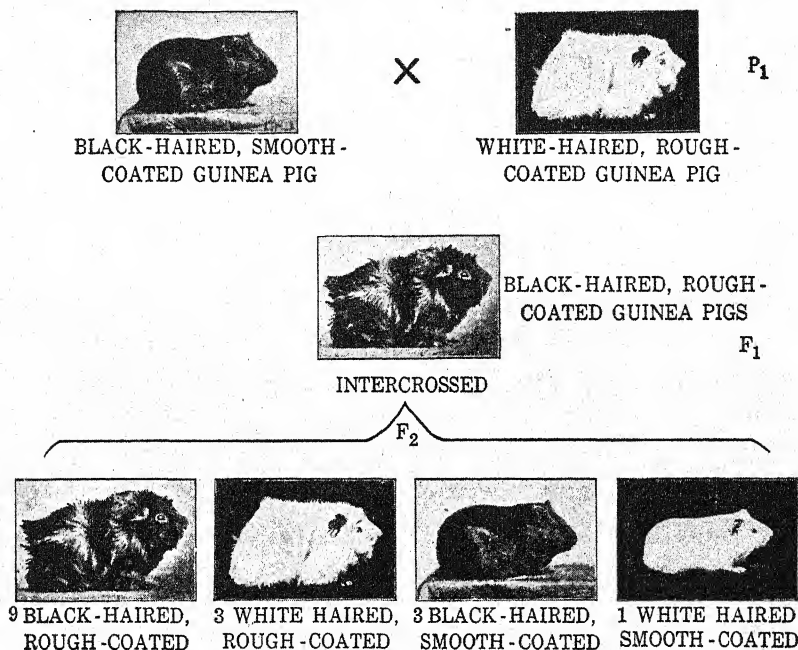 ×
P1
BLACK-HAIRED, SMOOTH-
COATED GUINEA PIG
WHITE-HAIRED, ROUGH-
COATED GUINEA PIG
BLACK-HAIRED, ROUGH-
COATED GUINEA PIGS
F1
INTERCROSSED
F2
9 BLACK-HAIRED,
ROUGH-COATED
3 WHITE HAIRED,
ROUGH-COATED
3 BLACK-HAIRED,
SMOOTH-COATED
1 WHITE HAIRED
SMOOTH-COATED